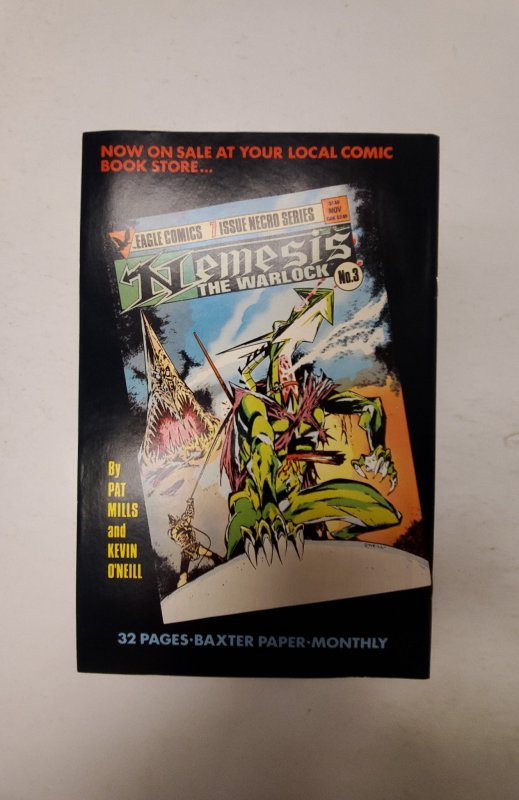 NOW ON SALE AT YOUR LOCAL COMIC
BOOK STORE...
EAGLE COMICS 7 ISSUE NECRO SERIES
NOV
Nemesis
THE WARLOCK
No.3
By
PAT
MILLS
and
KEVIN
O'NEILL
32 PAGES·BAXTER PAPER·MONTHLY